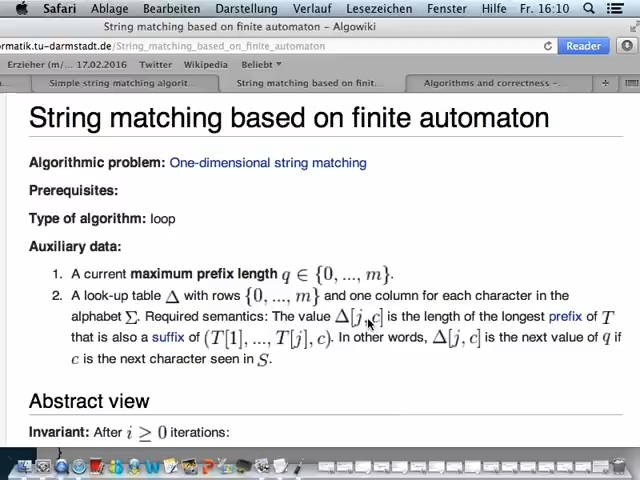 Safari Ablage Bearbeiten Darstellung Verlauf Lesezeichen Fenster Hilfe Fr. 16:10
String matching based on finite automaton - Algowiki
ormatik.tu-darmstadt.de/String_matching_based_on_finite_automaton Reader
Erzieher (m/... 17.02.2016 Twitter Wikipedia Beliebt
Simple string matching algorit... String matching based on finit... Algorithms and correctness –...
String matching based on finite automaton
Algorithmic problem: One-dimensional string matching
Prerequisites:
Type of algorithm: loop
Auxiliary data:
1. A current maximum prefix length q ∈ {0, ..., m}.
2. A look-up table Δ with rows {0, ..., m} and one column for each character in the
alphabet Σ. Required semantics: The value Δ[j, c] is the length of the longest prefix of T
that is also a suffix of (T[1], ..., T[j], c). In other words, Δ[j, c] is the next value of q if
c is the next character seen in S.
Abstract view
Invariant: After i ≥ 0 iterations: